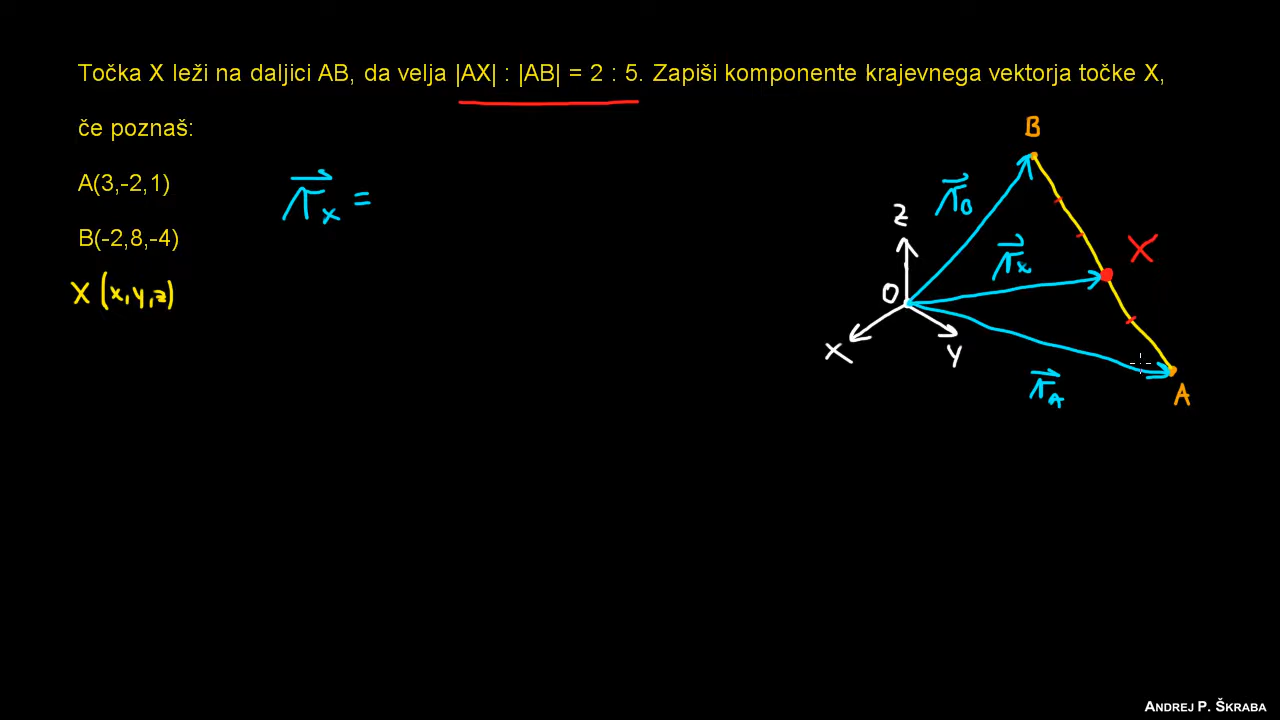 Točka X leži na daljici AB, da velja |AX| : |AB| = 2 : 5. Zapiši komponente krajevnega vektorja točke X,
če poznaš:
A(3,-2,1)
B(-2,8,-4)
X(x,y,z)
r⃗x =
B
r⃗B
z
X
r⃗x
O
x
y
r⃗A
A
ANDREJ P. ŠKRABA